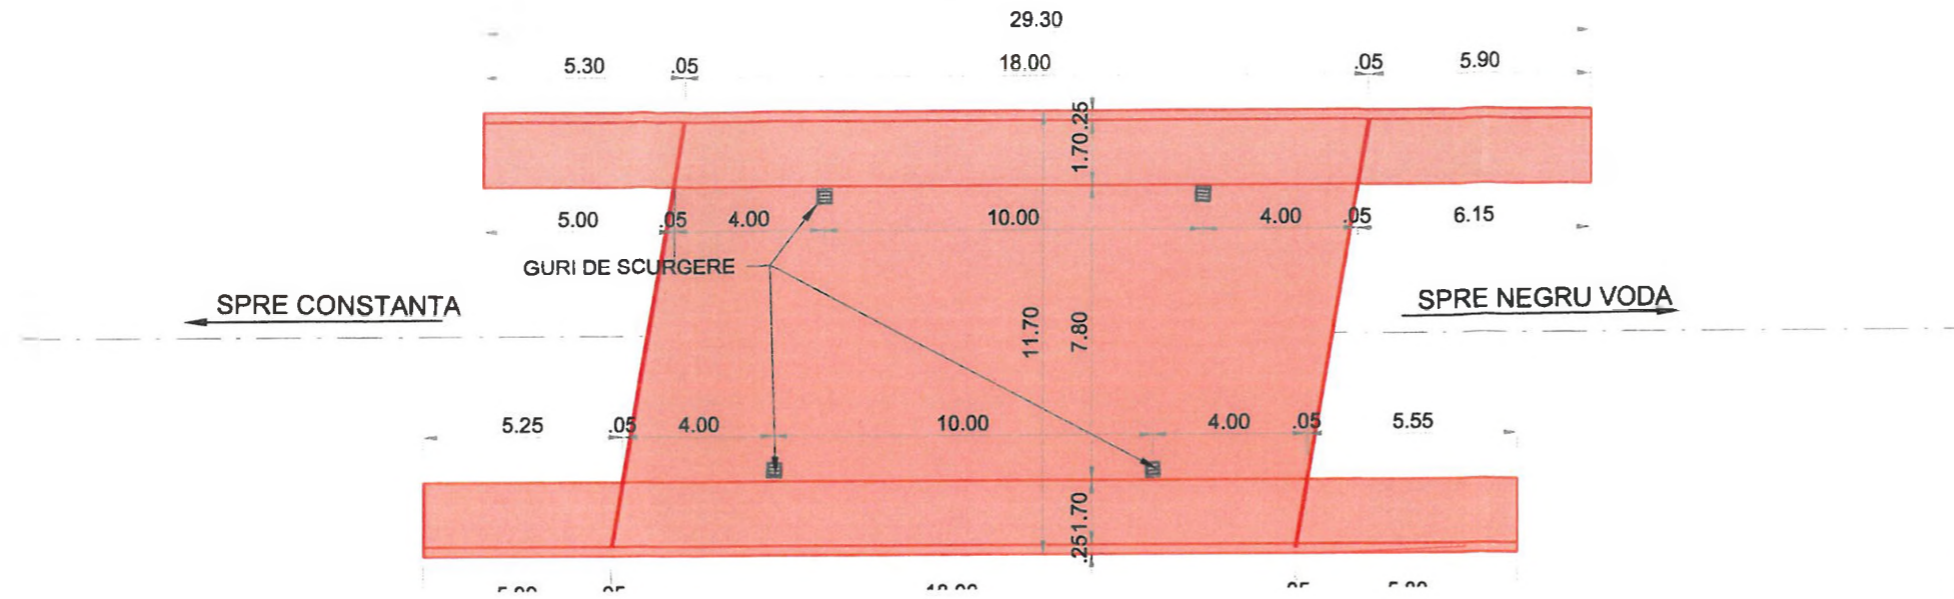 29.30
5.30 .05 18.00 .05 5.90
.25
1.70
5.00 .05 4.00 10.00 4.00 .05 6.15
GURI DE SCURGERE
SPRE CONSTANTA
SPRE NEGRU VODA
11.70 7.80
5.25 .05 4.00 10.00 4.00 .05 5.55
1.70
.25